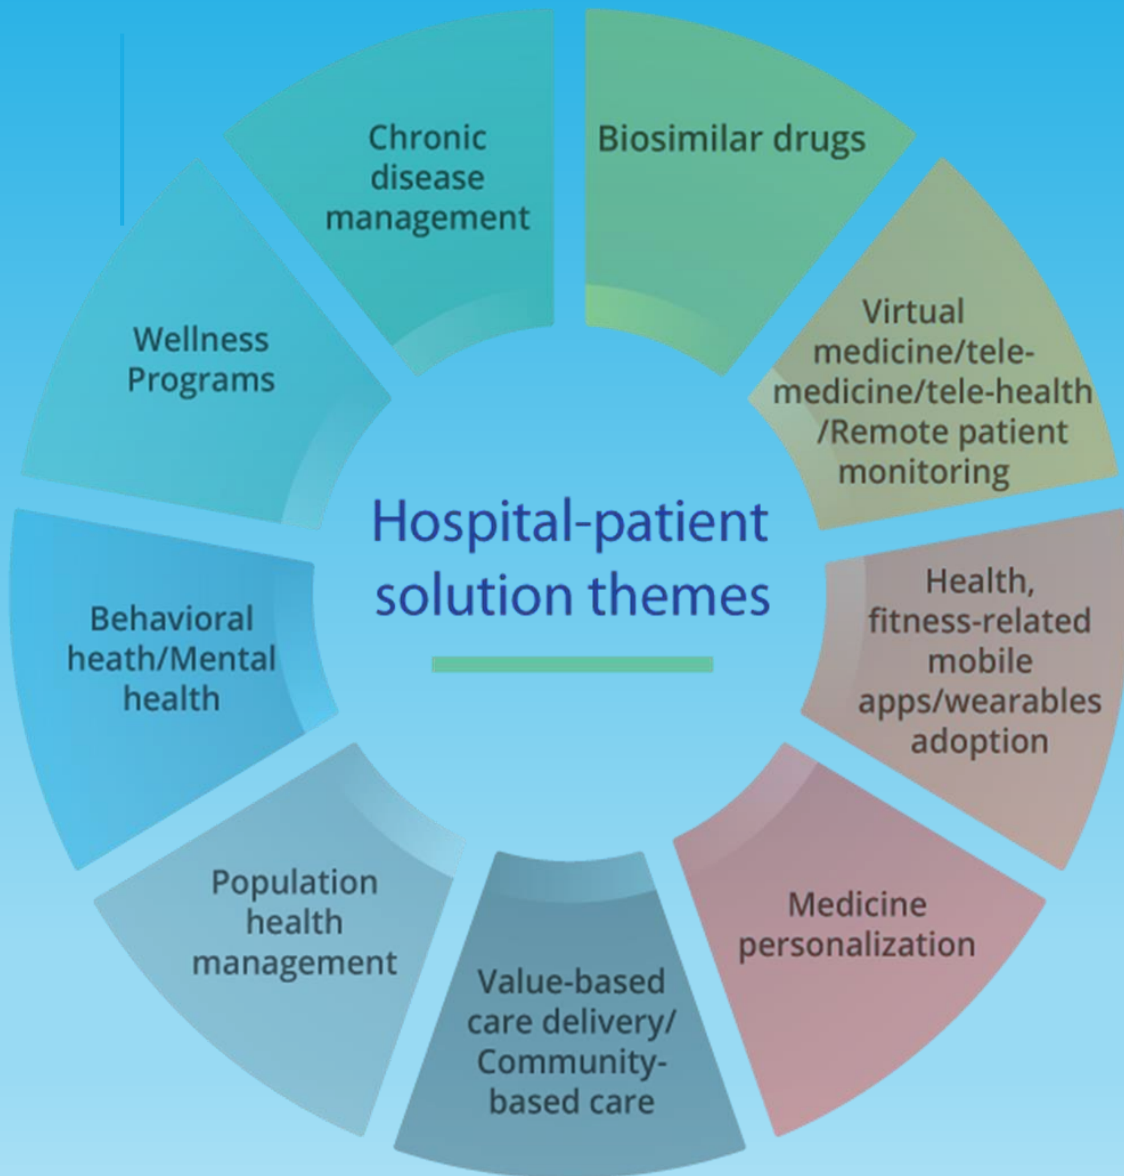 Hospital-patient
solution themes
Biosimilar drugs
Virtual
medicine/tele-
medicine/tele-health
/Remote patient
monitoring
Health,
fitness-related
mobile
apps/wearables
adoption
Medicine
personalization
Value-based
care delivery/
Community-
based care
Population
health
management
Behavioral
heath/Mental
health
Wellness
Programs
Chronic
disease
management